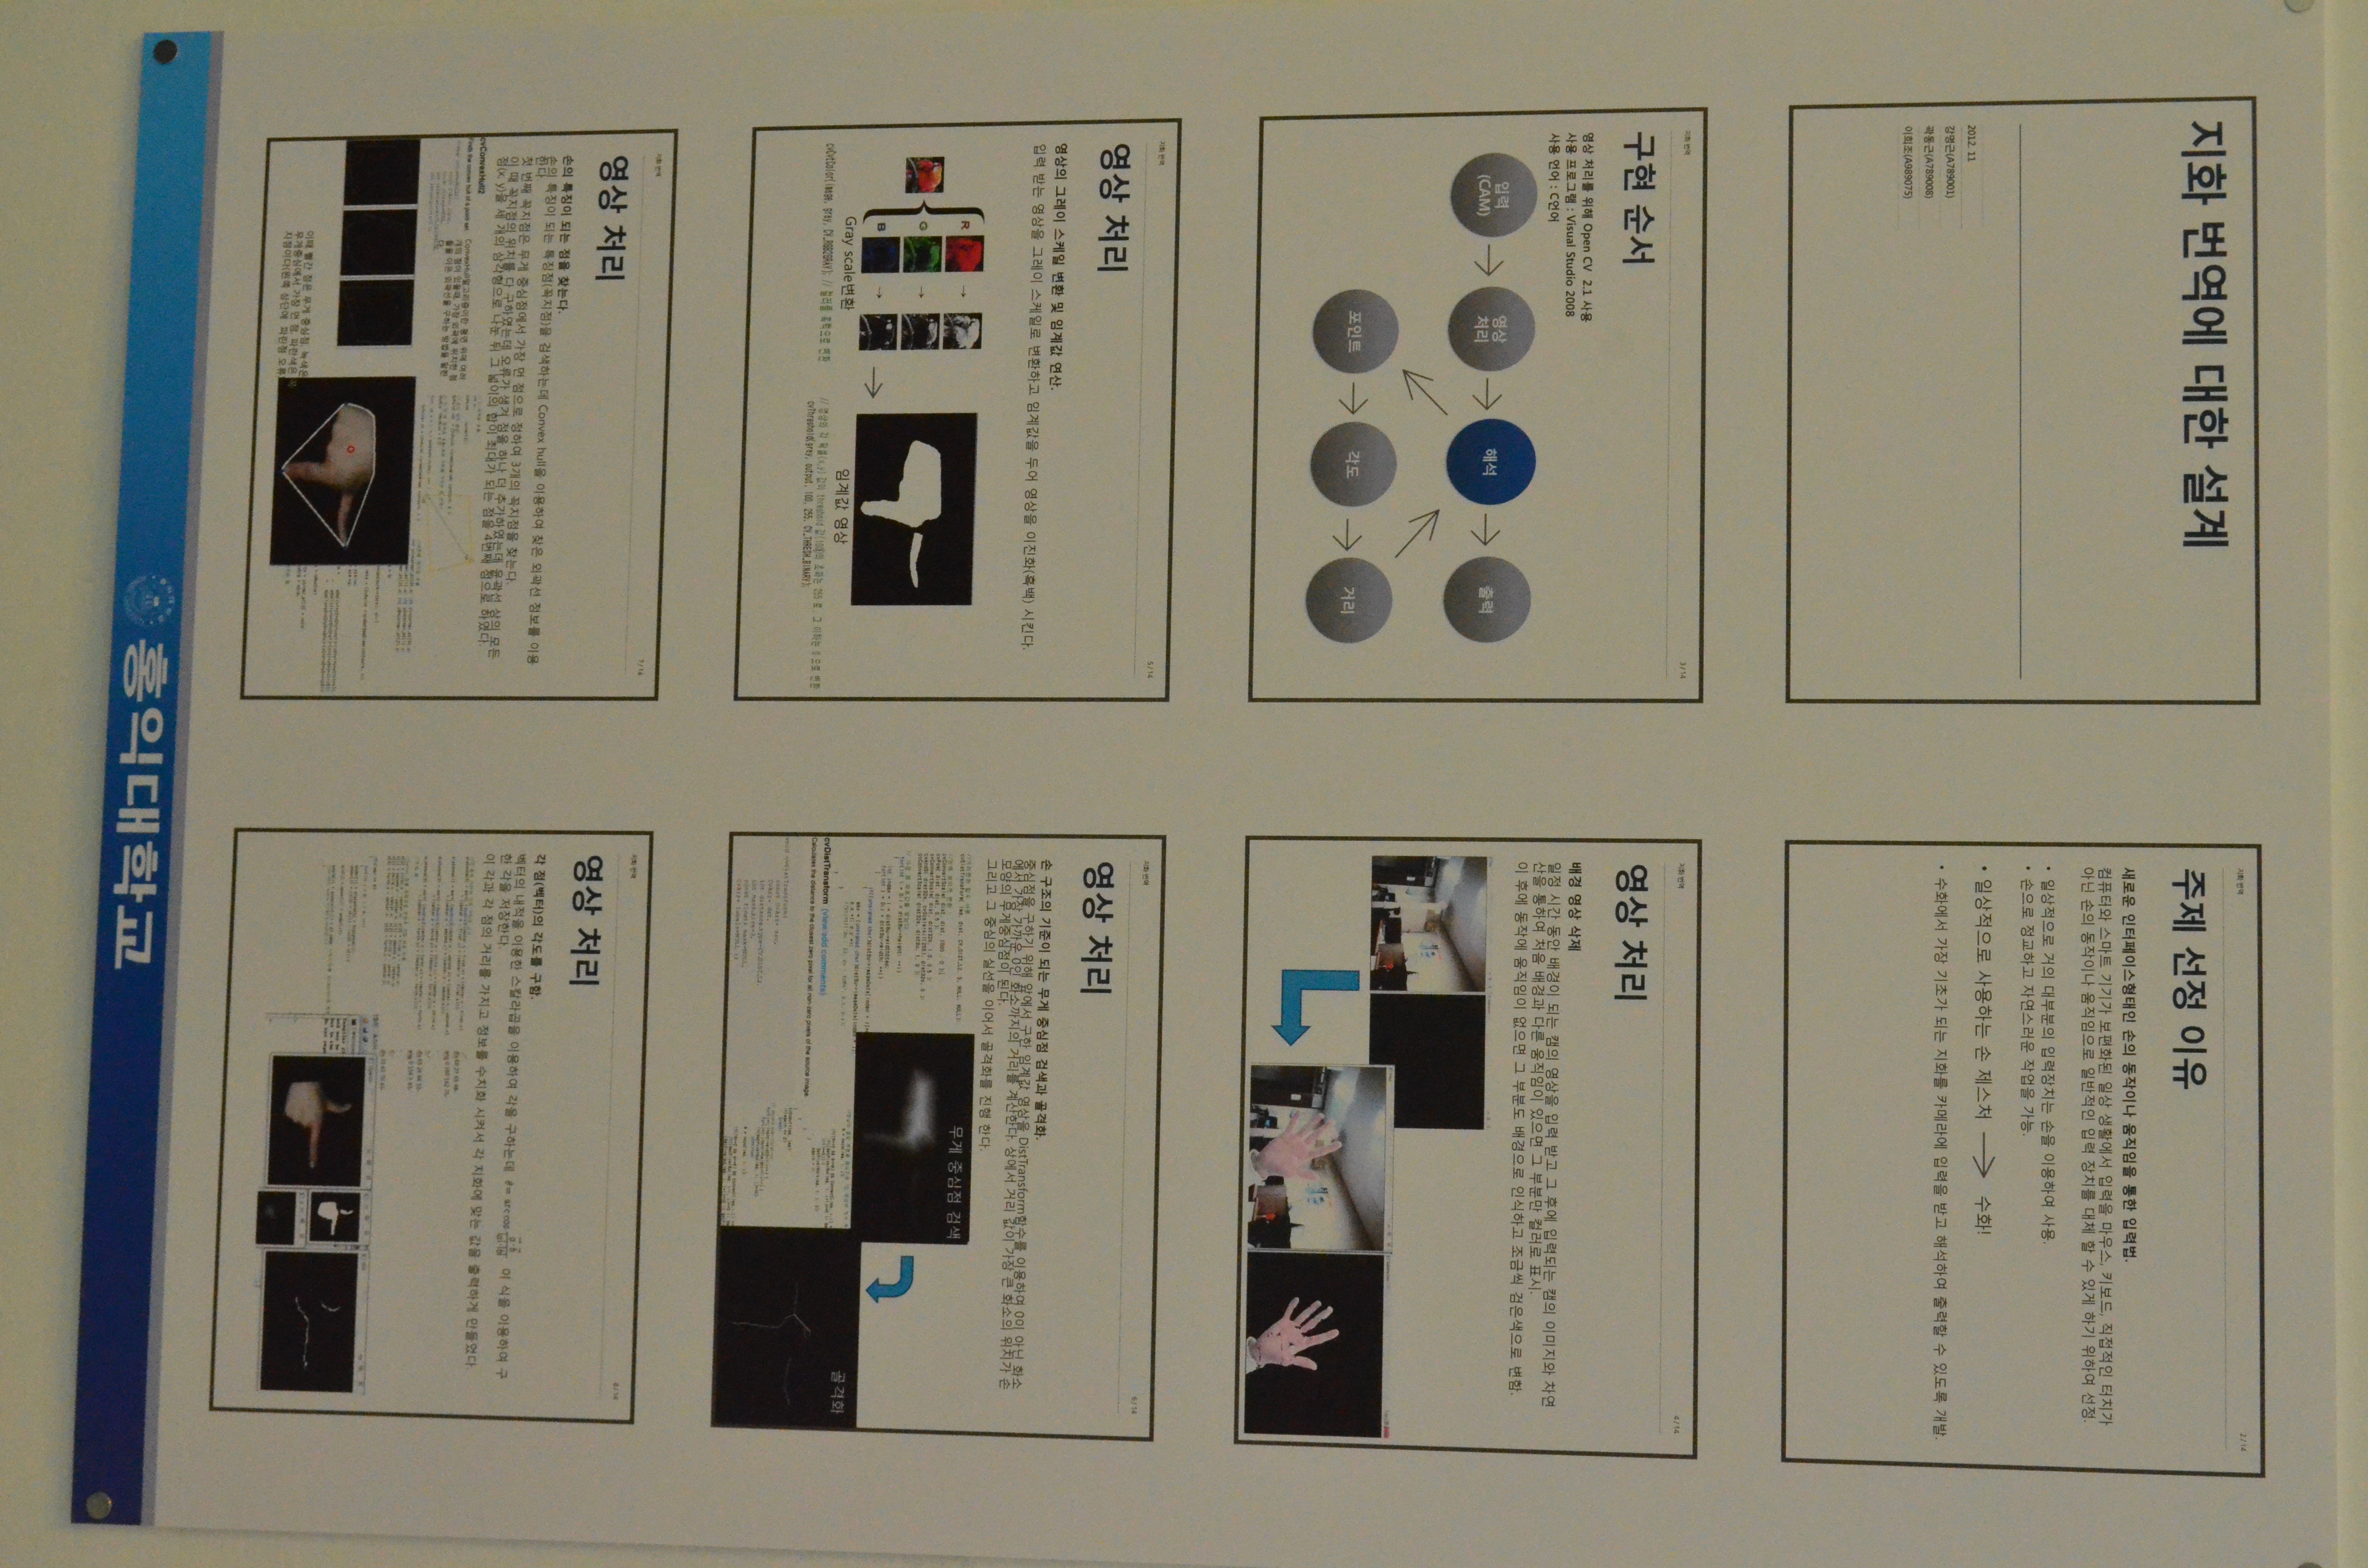 지화 번역에 대한 설계
2012. 11
강명근(A789001)
곽동근(A789008)
이희조(A989075)
지화 번역
2/14
주제 선정 이유
새로운 인터페이스형태인 손의 동작이나 움직임을 통한 입력법.
컴퓨터와 스마트 기기가 보편화된 일상 생활에서 입력을 마우스, 키보드, 직접적인 터치가
아닌 손의 동작이나 움직임으로 일반적인 입력 장치를 대체 할 수 있게 하기 위하여 선정.
• 일상적으로 거의 대부분의 입력장치는 손을 이용하여 사용.
• 손으로 정교하고 자연스러운 작업을 가능.
• 일상적으로 사용하는 손 제스처 → 수화!
• 수화에서 가장 기초가 되는 지화를 카메라에 입력을 받고 해석하여 출력할 수 있도록 개발.
지화 번역
3/14
구현 순서
영상 처리를 위해 Open CV 2.1 사용
사용 프로그램 : Visual Studio 2008
사용 언어 : C언어
입력
(CAM)
영상
처리
해석
출력
포인트
각도
거리
지화 번역
4/14
영상 처리
배경 영상 삭제
일정 시간 동안 배경이 되는 캠의 영상을 입력 받고 그 후에 입력되는 캠의 이미지와 차연
산을 통하여 처음 배경과 다른 움직임이 있으면 그 부분만 컬러로 표시.
이 후에 동작에 움직임이 없으면 그 부분도 배경으로 인식하고 조금씩 검은색으로 변함.
지화 번역
5/14
영상 처리
영상의 그레이 스케일 변환 및 임계값 연산.
입력 받는 영상을 그레이 스케일로 변환하고 임계값을 두어 영상을 이진화(흑백) 시킨다.
R
G
B
Gray scale변환
임계값 영상
cvCvtColor(image, gray, CV_RGB2GRAY); // 컬러를 흑백으로 변환
// 영상의 각 픽셀(x,y) 값이 threshold 값(100)의 초과는 255 로, 그 이하는 0 으로 변환
cvThreshold(grey, output, 100, 255, CV_THRESH_BINARY);
지화 번역
6/14
영상 처리
손 구조의 기준이 되는 무게 중심점 검색과 골격화.
중심점을 구하기 위해 앞에서 구한 임계값 영상을 DistTransform함수를 이용하여 0이 아닌 화소
에서 가장 가까운 0인 화소까지의 거리를 계산한다. 상에서 거리 값이 가장 큰 화소의 위치가 손
모양의 무게중심점이 된다.
그리고 그 중심의 실선을 이어서 골격화를 진행 한다.
무게 중심점 검색
골격화
cvDistTransform (view add comments)
Calculates the distance to the closest zero pixel for all non-zero pixels of the source image.
지화 번역
7/14
영상 처리
손의 특징이 되는 점을 찾는다.
손의 특징이 되는 특징점(꼭지점)을 검색하는데 Convex hull을 이용하여 찾은 외곽선 정보를 이용
한다.
첫 번째 꼭지점은 무게 중심점에서 가장 먼 점으로 정하여 3개의 꼭지점을 찾는다.
이 때 꼭지점의 위치를 다 구하였는데 오류가 생겨 점을 하나 더 추가하였는데 윤곽선 상의 모든
점(x, y)을 세 개의 삼각형으로 나눈 뒤 그 넓이의 합이 최대가 되는 점을 4번째 점으로 하였다.
cvConvexHull2
Finds the convex hull of a point set.
ConvexHull알고리즘이란 평면 위에 여러
개의 점이 있을때, 가장 외곽에 위치한 점
들을 이은 외곽선을 구하는 방법을 말한
다.
이때 빨간 점은 무게 중심점, 녹색은
무게중심에서 가장 먼 점, 파란색은
지점이다(왼쪽 상단에 파란점 오류
지화 번역
8/14
영상 처리
각 점(벡터)의 각도를 구함.
벡터의 내적을 이용한 스칼라곱을 이용하여 각을 구하는데 θ= arccos 이 식을 이용하여 구
한 각을 저장한다.
이 각과 각 점의 거리를 가지고 정보를 수치화 시켜서 각 지화에 맞는 값을 출력하게 만들었다.
홍익대학교